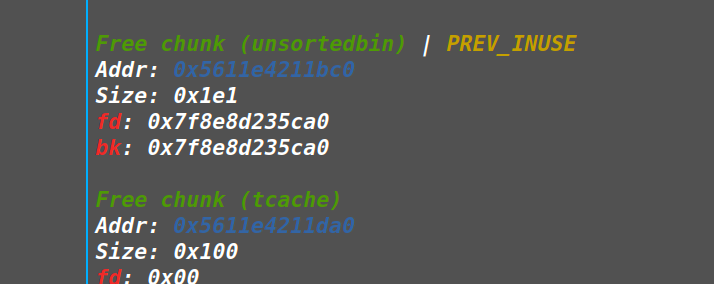 Free chunk (unsortedbin) | PREV_INUSE
Addr: 0x5611e4211bc0
Size: 0x1e1
fd: 0x7f8e8d235ca0
bk: 0x7f8e8d235ca0
Free chunk (tcache)
Addr: 0x5611e4211da0
Size: 0x100
fd: 0x00